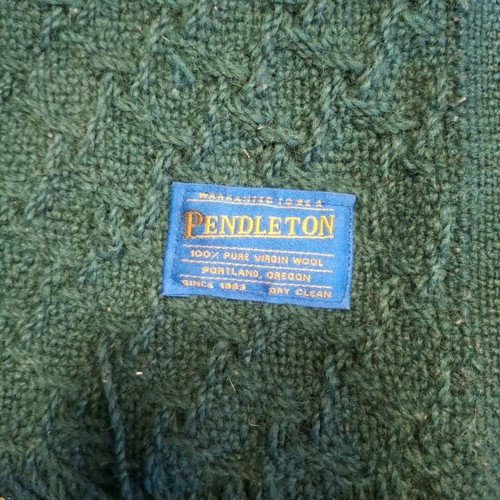 WARRANTED TO BE A
PENDLETON
100% PURE VIRGIN WOOL
PORTLAND, OREGON
SINCE 1863 DRY CLEAN